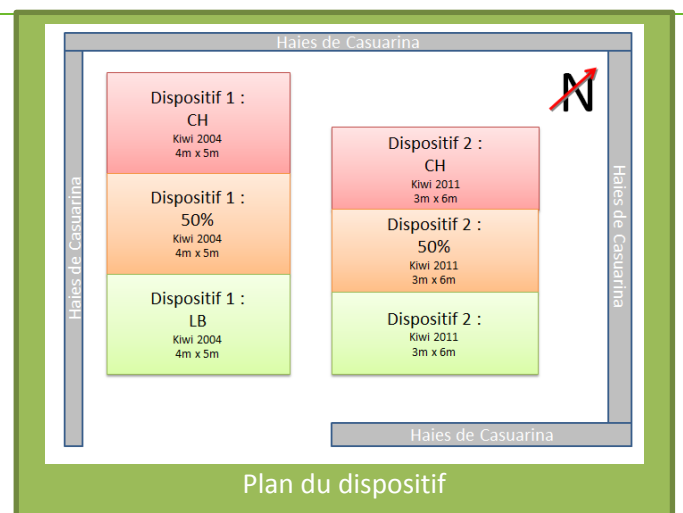 Haies de Casuarina
N
Haies de Casuarina
Dispositif 1 :
CH
Kiwi 2004
4m x 5m
Dispositif 1 :
50%
Kiwi 2004
4m x 5m
Dispositif 1 :
LB
Kiwi 2004
4m x 5m
Dispositif 2 :
CH
Kiwi 2011
3m x 6m
Dispositif 2 :
50%
Kiwi 2011
3m x 6m
Dispositif 2 :
Kiwi 2011
3m x 6m
Haies de Casuarina
Haies de Casuarina
Plan du dispositif